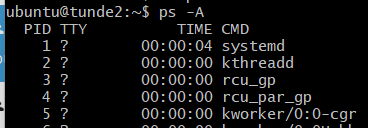 ubuntu@tunde2:~$ ps -A
PID TTY TIME CMD
1 ? 00:00:04 systemd
2 ? 00:00:00 kthreadd
3 ? 00:00:00 rcu_gp
4 ? 00:00:00 rcu_par_gp
5 ? 00:00:00 kworker/0:0-cgr